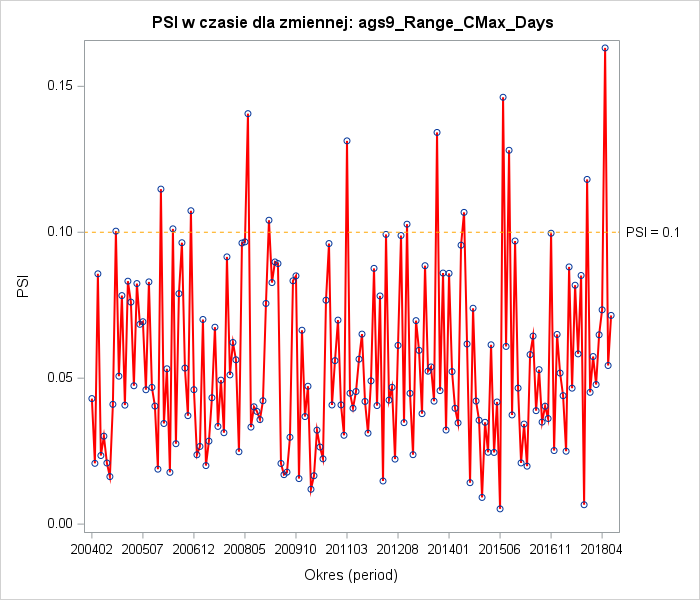 PSI w czasie dla zmiennej: ags9_Range_CMax_Days
0.15
0.10
0.05
0.00
PSI
PSI = 0.1
200402 200507 200612 200805 200910 201103 201208 201401 201506 201611 201804
Okres (period)